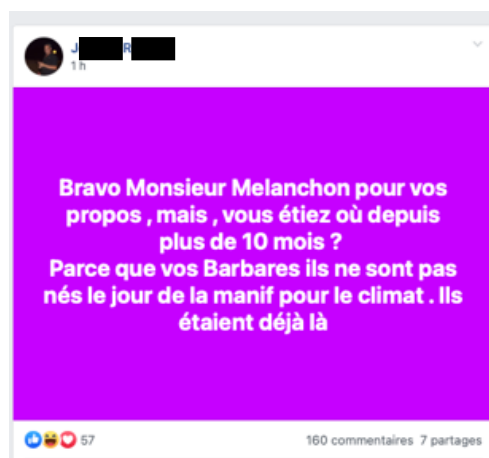 J R
1 h
Bravo Monsieur Melanchon pour vos
propos , mais , vous étiez où depuis
plus de 10 mois ?
Parce que vos Barbares ils ne sont pas
nés le jour de la manif pour le climat . Ils
étaient déjà là
57
160 commentaires 7 partages